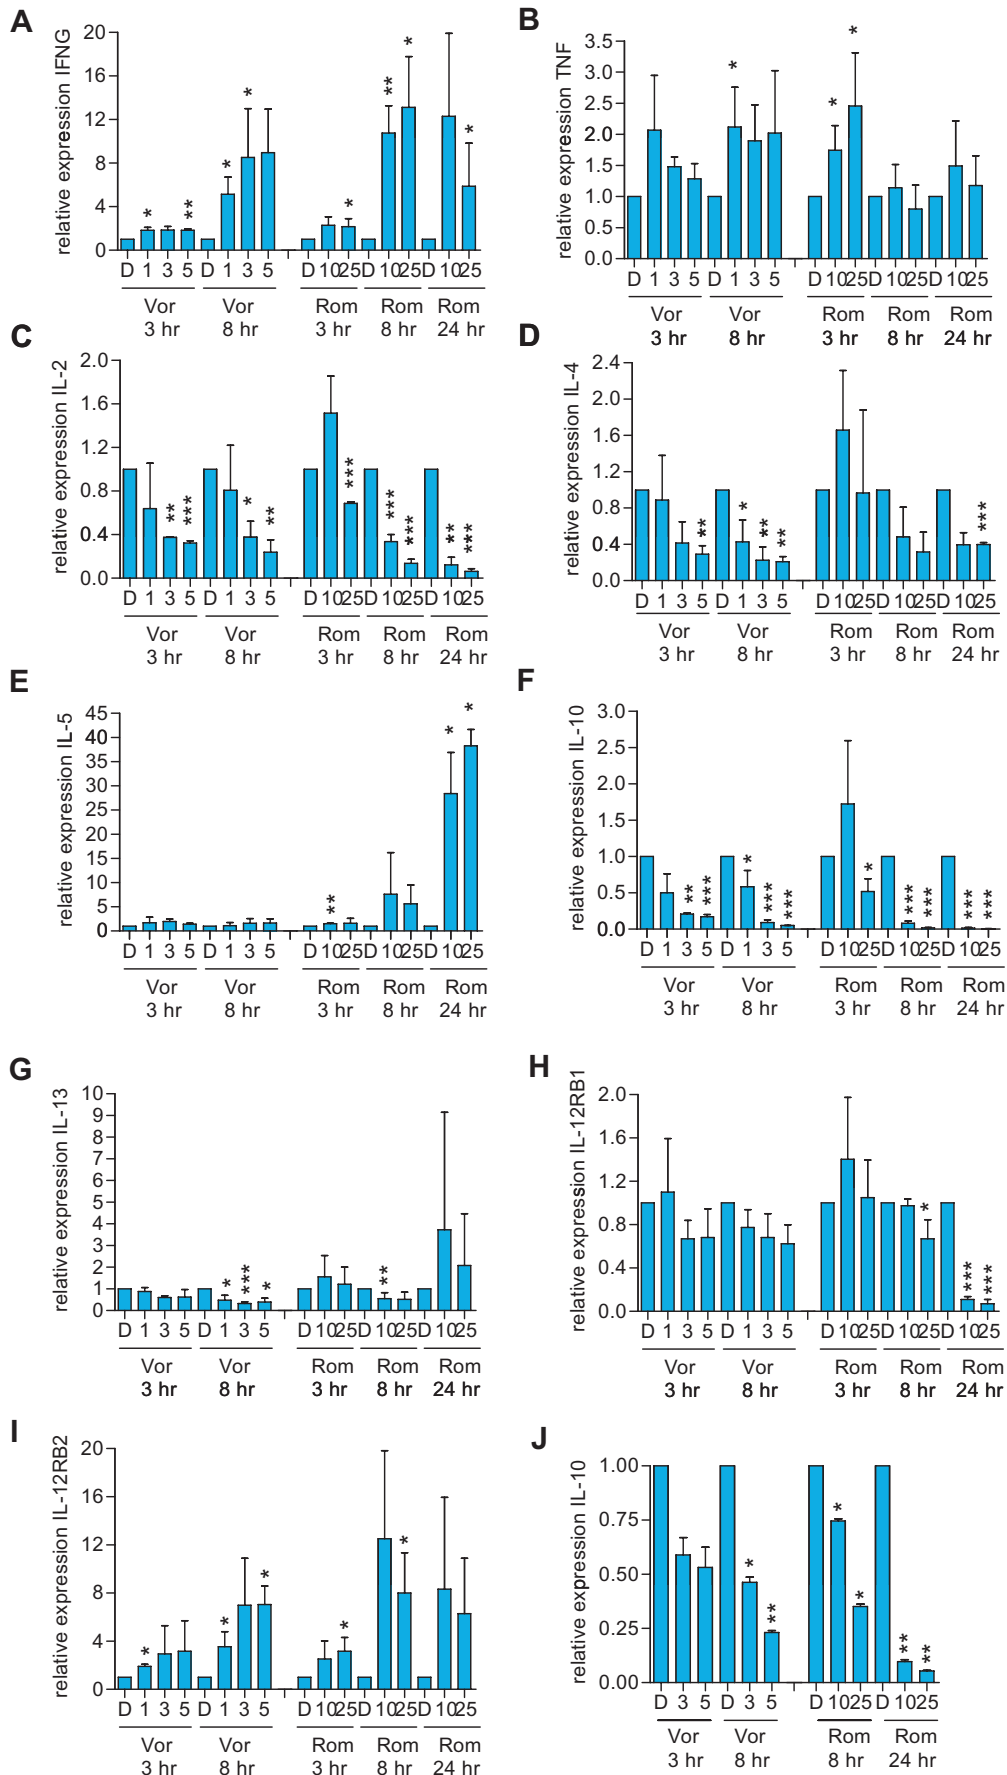 A
relative expression IFNG
20
16
12
8
4
0
* ** * * ** * * 
D 1 3 5 D 1 3 5 D 10 25 D 10 25 D 10 25
Vor Vor Rom Rom Rom
3 hr 8 hr 3 hr 8 hr 24 hr
B
relative expression TNF
3.5
3.0
2.5
2.0
1.5
1.0
0.5
0.0
* * *
D 1 3 5 D 1 3 5 D 10 25 D 10 25 D 10 25
Vor Vor Rom Rom Rom
3 hr 8 hr 3 hr 8 hr 24 hr
C
relative expression IL-2
2.0
1.6
1.2
0.8
0.4
0.0
** *** * ** *** *** *** ** ***
D 1 3 5 D 1 3 5 D 10 25 D 10 25 D 10 25
Vor Vor Rom Rom Rom
3 hr 8 hr 3 hr 8 hr 24 hr
D
relative expression IL-4
2.4
2.0
1.6
1.2
0.8
0.4
0.0
** * ** ** ***
D 1 3 5 D 1 3 5 D 10 25 D 10 25 D 10 25
Vor Vor Rom Rom Rom
3 hr 8 hr 3 hr 8 hr 24 hr
E
relative expression IL-5
45
40
35
30
25
20
15
10
5
0
** * *
D 1 3 5 D 1 3 5 D 10 25 D 10 25 D 10 25
Vor Vor Rom Rom Rom
3 hr 8 hr 3 hr 8 hr 24 hr
F
relative expression IL-10
3.0
2.5
2.0
1.5
1.0
0.5
0.0
** *** * *** *** * *** *** *** ***
D 1 3 5 D 1 3 5 D 10 25 D 10 25 D 10 25
Vor Vor Rom Rom Rom
3 hr 8 hr 3 hr 8 hr 24 hr
G
relative expression IL-13
10
9
8
7
6
5
4
3
2
1
0
* *** * **
D 1 3 5 D 1 3 5 D 10 25 D 10 25 D 10 25
Vor Vor Rom Rom Rom
3 hr 8 hr 3 hr 8 hr 24 hr
H
relative expression IL-12RB1
2.0
1.6
1.2
0.8
0.4
0.0
* *** ***
D 1 3 5 D 1 3 5 D 10 25 D 10 25 D 10 25
Vor Vor Rom Rom Rom
3 hr 8 hr 3 hr 8 hr 24 hr
I
relative expression IL-12RB2
20
16
12
8
4
0
* * * * *
D 1 3 5 D 1 3 5 D 10 25 D 10 25 D 10 25
Vor Vor Rom Rom Rom
3 hr 8 hr 3 hr 8 hr 24 hr
J
relative expression IL-10
1.00
0.75
0.50
0.25
0.00
* ** * * ** **
D 3 5 D 3 5 D 10 25 D 10 25
Vor Vor Rom Rom
3 hr 8 hr 8 hr 24 hr